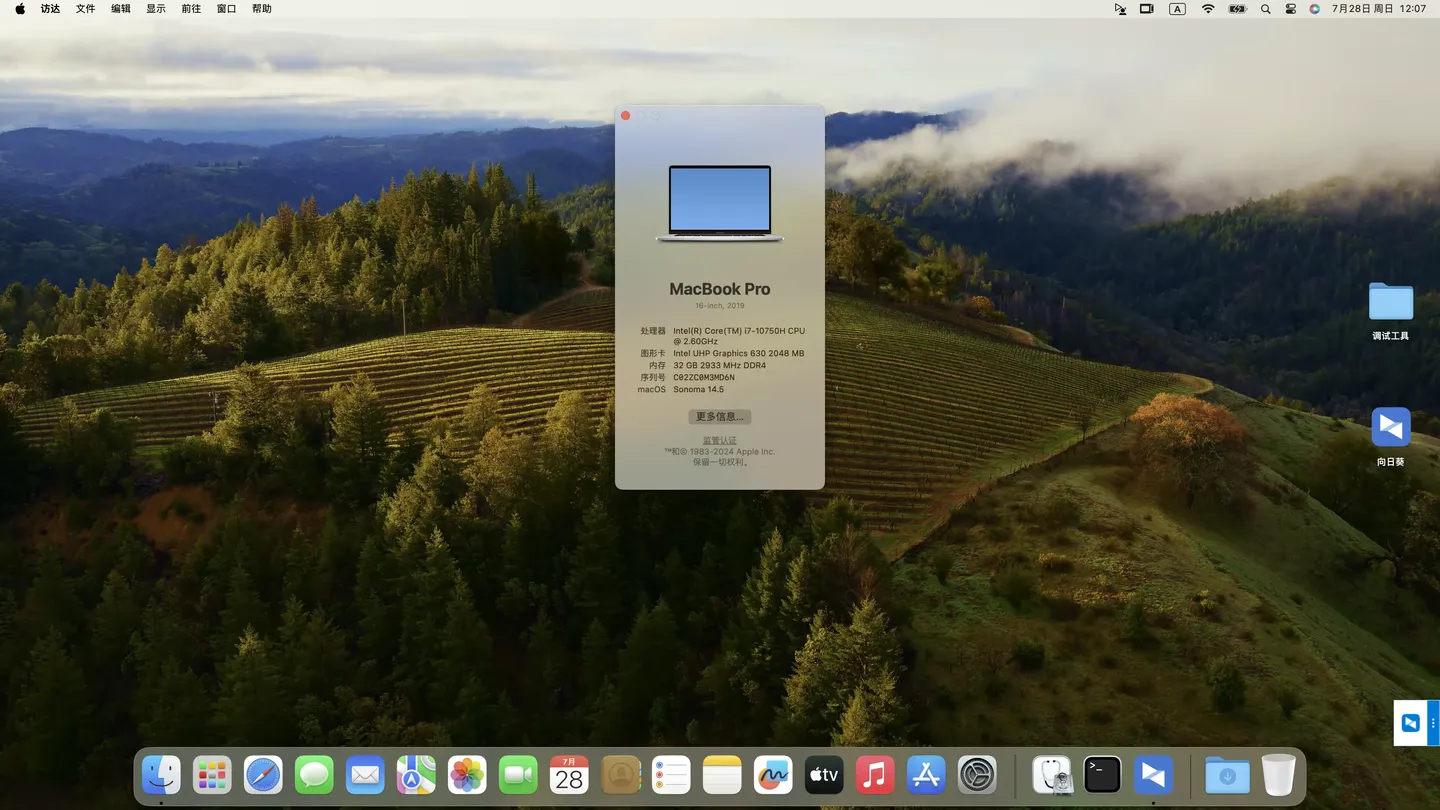 访达 文件 编辑 显示 前往 窗口 帮助
A
7月28日 周日 12:07
MacBook Pro
16-inch, 2019
处理器 Intel(R) Core(TM) i7-10750H CPU
@ 2.60GHz
图形卡 Intel UHP Graphics 630 2048 MB
内存 32 GB 2933 MHz DDR4
序列号 C02ZC0M3MD6N
macOS Sonoma 14.5
更多信息...
监管认证
™和© 1983-2024 Apple Inc.
保留一切权利。
调试工具
向日葵
7月
28
tv
>_